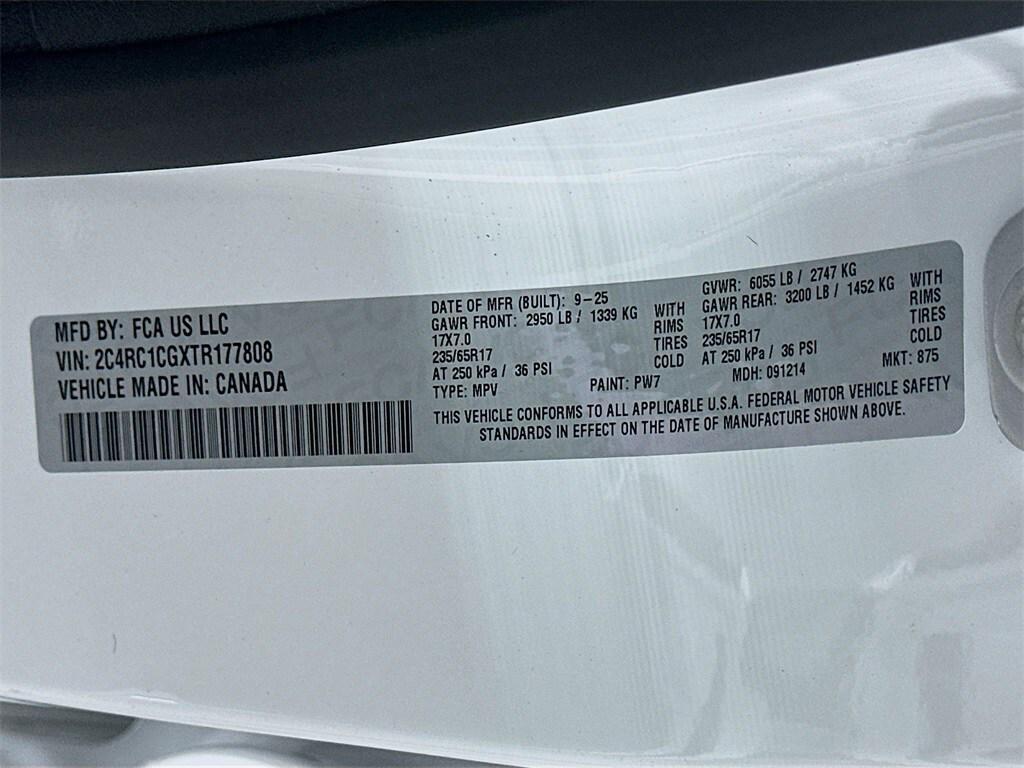 MFD BY: FCA US LLC
VIN: 2C4RC1CGXTR177808
VEHICLE MADE IN: CANADA
DATE OF MFR (BUILT): 9-25
GAWR FRONT: 2950 LB / 1339 KG WITH
17X7.0 RIMS
235/65R17 TIRES
AT 250 kPa / 36 PSI COLD
TYPE: MPV PAINT: PW7
GVWR: 6055 LB / 2747 KG
GAWR REAR: 3200 LB / 1452 KG WITH
17X7.0 RIMS
235/65R17 TIRES
AT 250 kPa / 36 PSI COLD
MDH: 091214 MKT: 875
THIS VEHICLE CONFORMS TO ALL APPLICABLE U.S.A. FEDERAL MOTOR VEHICLE SAFETY
STANDARDS IN EFFECT ON THE DATE OF MANUFACTURE SHOWN ABOVE.